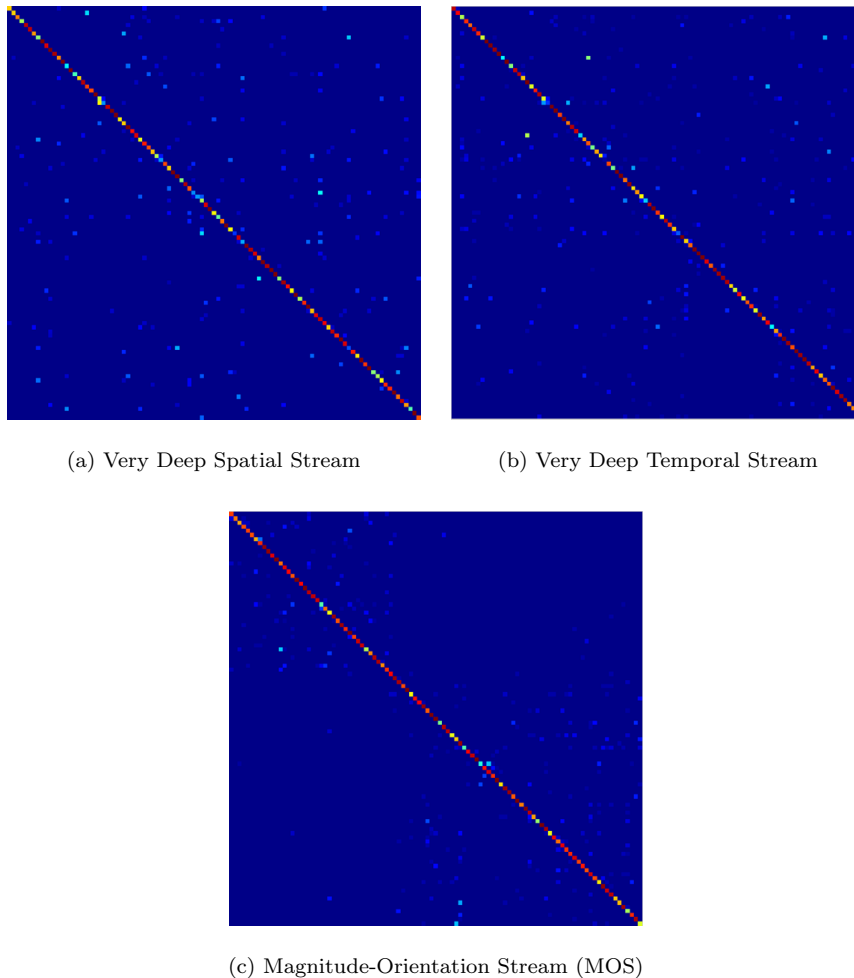 (a) Very Deep Spatial Stream
(b) Very Deep Temporal Stream
(c) Magnitude-Orientation Stream (MOS)